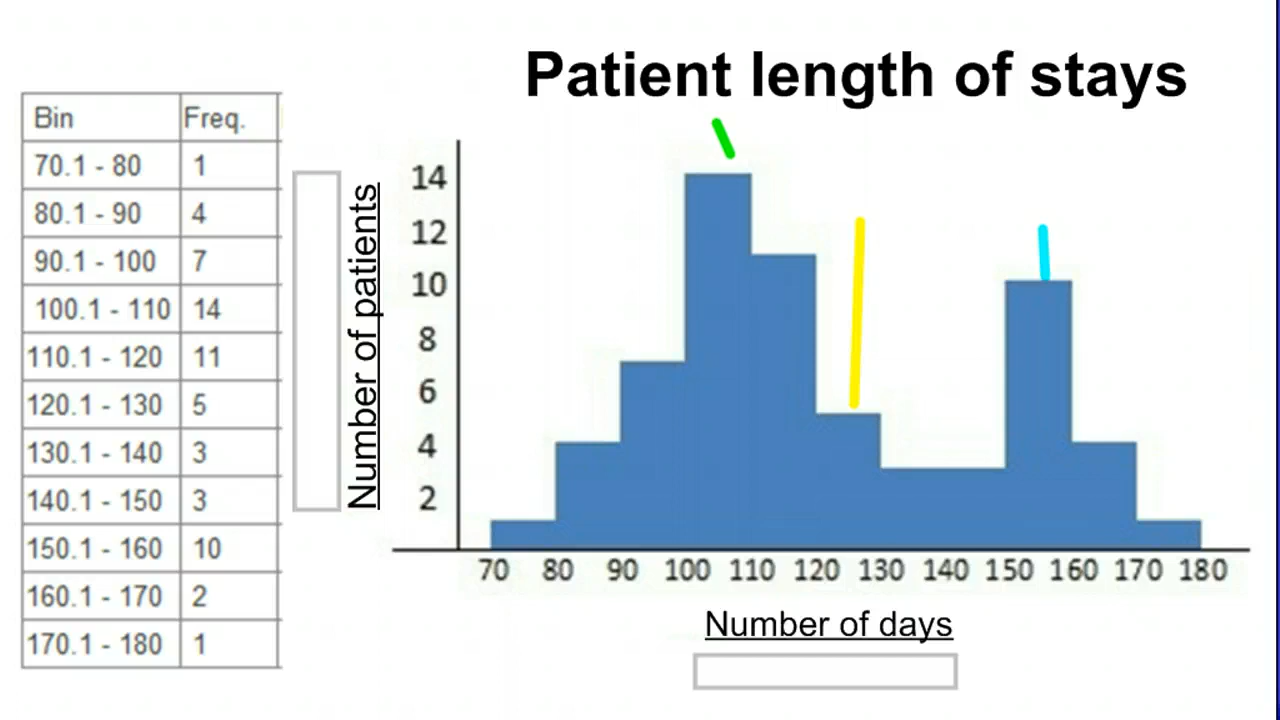 Patient length of stays
Bin Freq.
70.1 - 80 1
80.1 - 90 4
90.1 - 100 7
100.1 - 110 14
110.1 - 120 11
120.1 - 130 5
130.1 - 140 3
140.1 - 150 3
150.1 - 160 10
160.1 - 170 2
170.1 - 180 1
Number of patients
14
12
10
8
6
4
2
70 80 90 100 110 120 130 140 150 160 170 180
Number of days